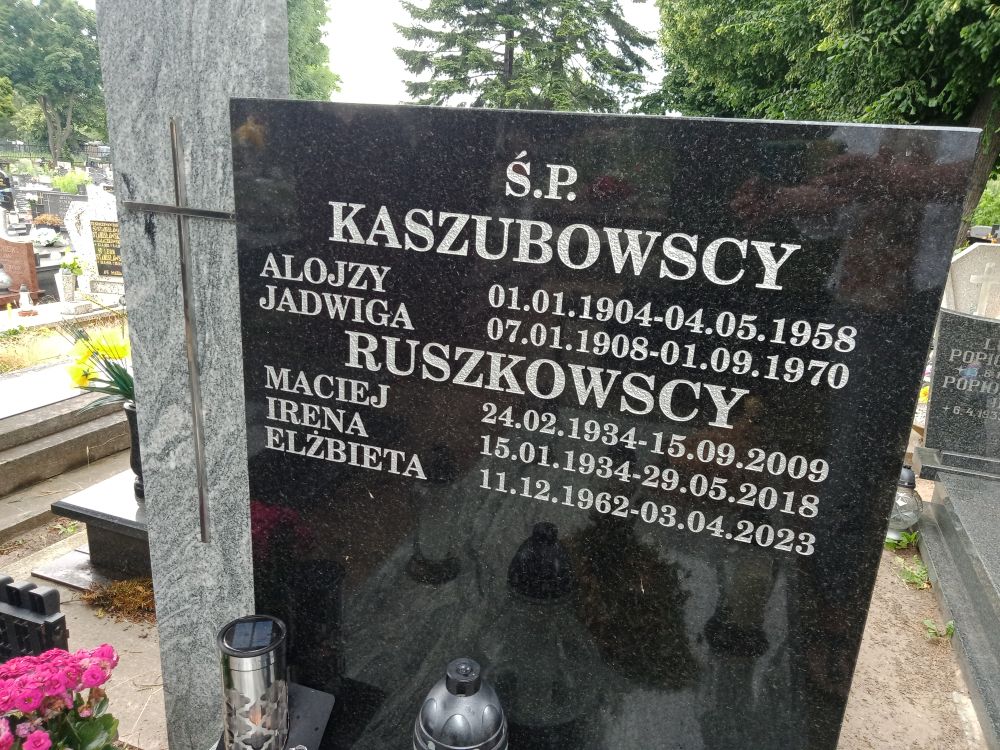 Ś.P.
KASZUBOWSCY
ALOJZY 01.01.1904-04.05.1958
JADWIGA 07.01.1908-01.09.1970
RUSZKOWSCY
MACIEJ 24.02.1934-15.09.2009
IRENA 15.01.1934-29.05.2018
ELŻBIETA 11.12.1962-03.04.2023